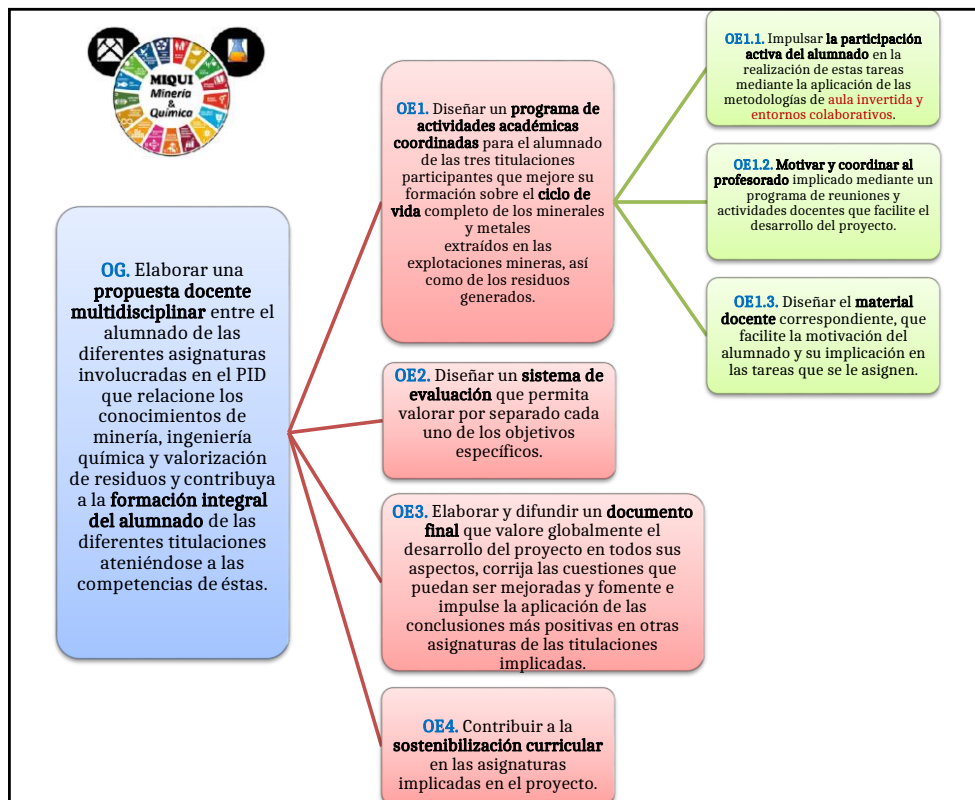 MIQUI
Minería
&
Química
OG. Elaborar una
propuesta docente
multidisciplinar entre el
alumnado de las
diferentes asignaturas
involucradas en el PID
que relacione los
conocimientos de
minería, ingeniería
química y valorización
de residuos y contribuya
a la formación integral
del alumnado de las
diferentes titulaciones
ateniéndose a las
competencias de éstas.
OE1. Diseñar un programa de
actividades académicas
coordinadas para el alumnado
de las tres titulaciones
participantes que mejore su
formación sobre el ciclo de
vida completo de los minerales
y metales
extraídos en las
explotaciones mineras, así
como de los residuos
generados.
OE1.1. Impulsar la participación
activa del alumnado en la
realización de estas tareas
mediante la aplicación de las
metodologías de aula invertida y
entornos colaborativos.
OE1.2. Motivar y coordinar al
profesorado implicado mediante un
programa de reuniones y
actividades docentes que facilite el
desarrollo del proyecto.
OE1.3. Diseñar el material
docente correspondiente, que
facilite la motivación del
alumnado y su implicación en
las tareas que se le asignen.
OE2. Diseñar un sistema de
evaluación que permita
valorar por separado cada
uno de los objetivos
específicos.
OE3. Elaborar y difundir un documento
final que valore globalmente el
desarrollo del proyecto en todos sus
aspectos, corrija las cuestiones que
puedan ser mejoradas y fomente e
impulse la aplicación de las
conclusiones más positivas en otras
asignaturas de las titulaciones
implicadas.
OE4. Contribuir a la
sostenibilización curricular
en las asignaturas
implicadas en el proyecto.